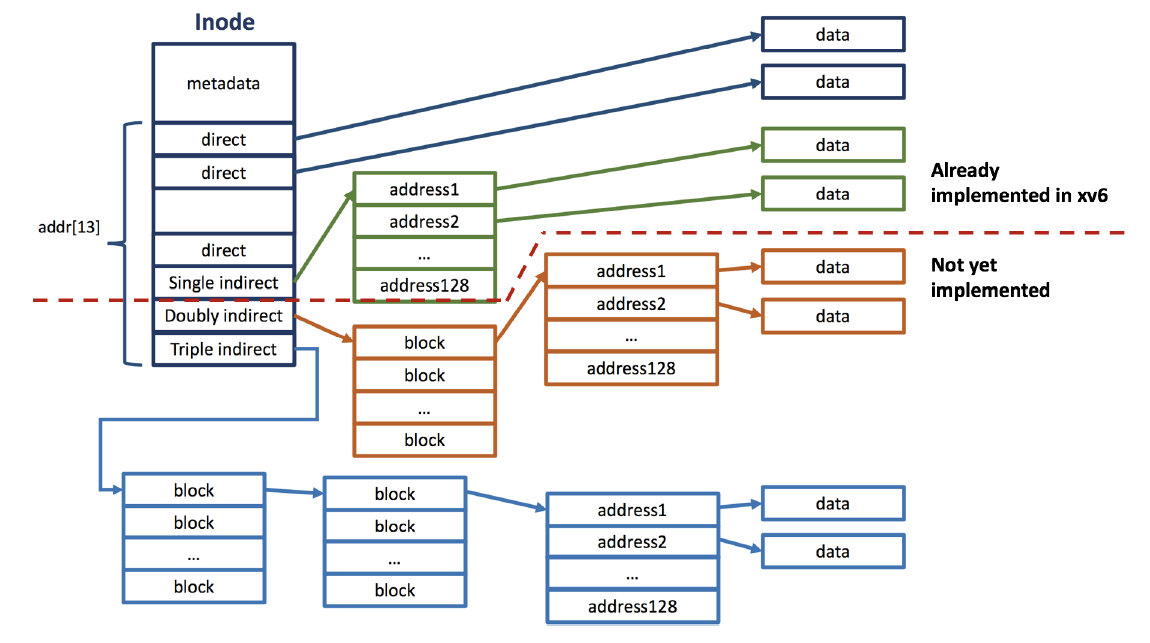 Inode
metadata
direct
direct
direct
Single indirect
Doubly indirect
Triple indirect
addr[13]
address1
address2
...
address128
data
data
data
data
Already
implemented in xv6
Not yet
implemented
block
block
...
block
address1
address2
...
address128
data
data
block
block
...
block
block
block
...
block
address1
address2
...
address128
data
data